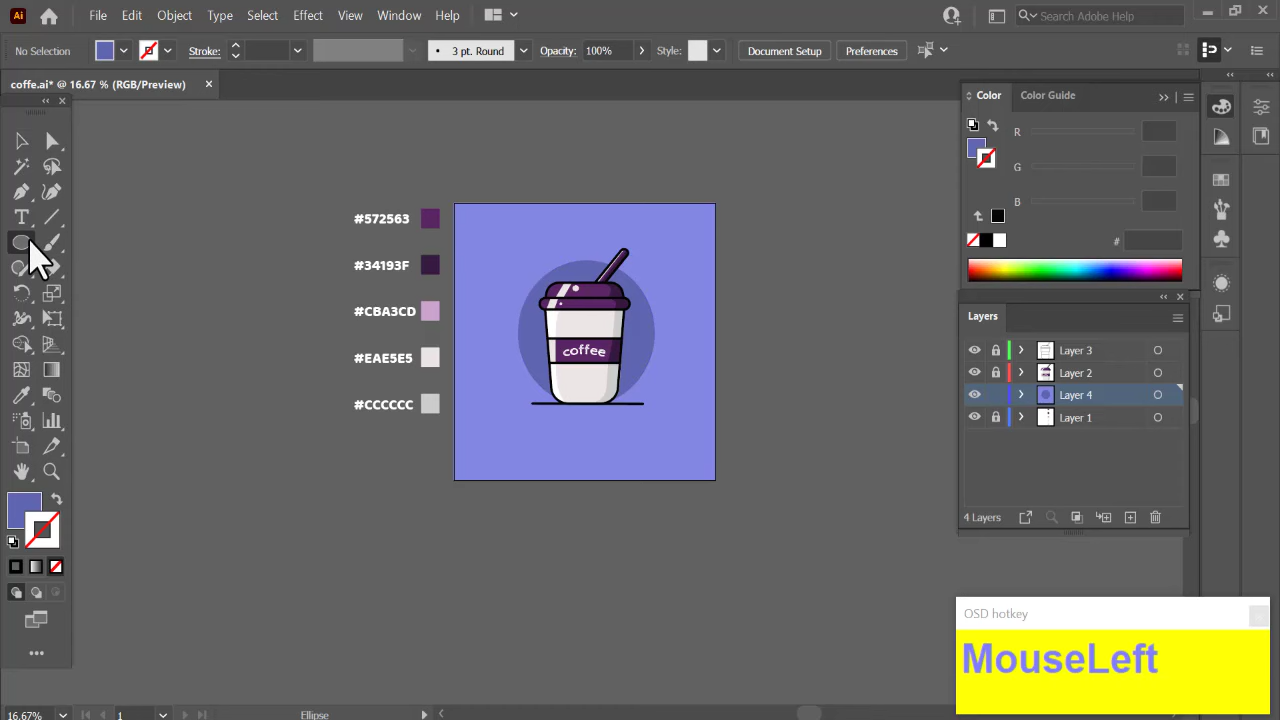 Ai File Edit Object Type Select Effect View Window Help Search Adobe Help
No Selection Stroke: 3 pt. Round Opacity: 100% Style: Document Setup Preferences
coffe.ai* @ 16.67 % (RGB/Preview)
Color Color Guide
R
G
B
#
#572563
#34193F
#CBA3CD
#EAE5E5
#CCCCCC
coffee
Layers
Layer 3
Layer 2
Layer 4
Layer 1
4 Layers
OSD hotkey
MouseLeft
16.67% 1 Ellipse